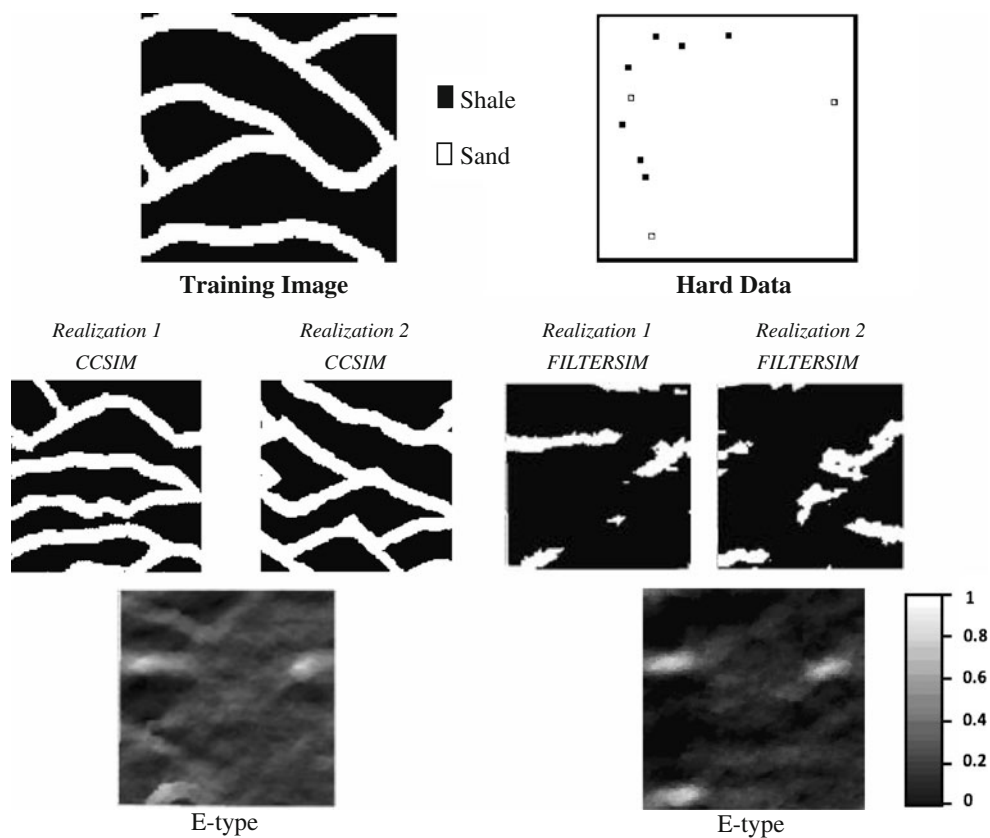 Shale
Sand
Training Image
Hard Data
Realization 1
CCSIM
Realization 2
CCSIM
Realization 1
FILTERSIM
Realization 2
FILTERSIM
1
0.8
0.6
0.4
0.2
0
E-type
E-type